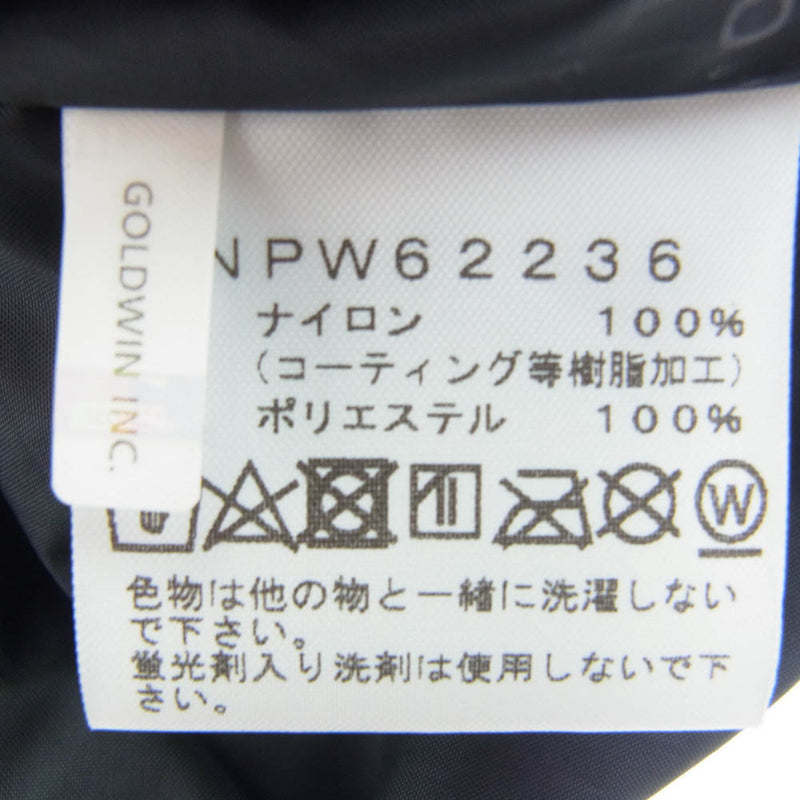 GOLDWIN INC.
NPW62236
ナイロン 100%
(コーティング等樹脂加工)
ポリエステル 100%
W
色物は他の物と一緒に洗濯しない
で下さい。
蛍光剤入り洗剤は使用しないで下
さい。